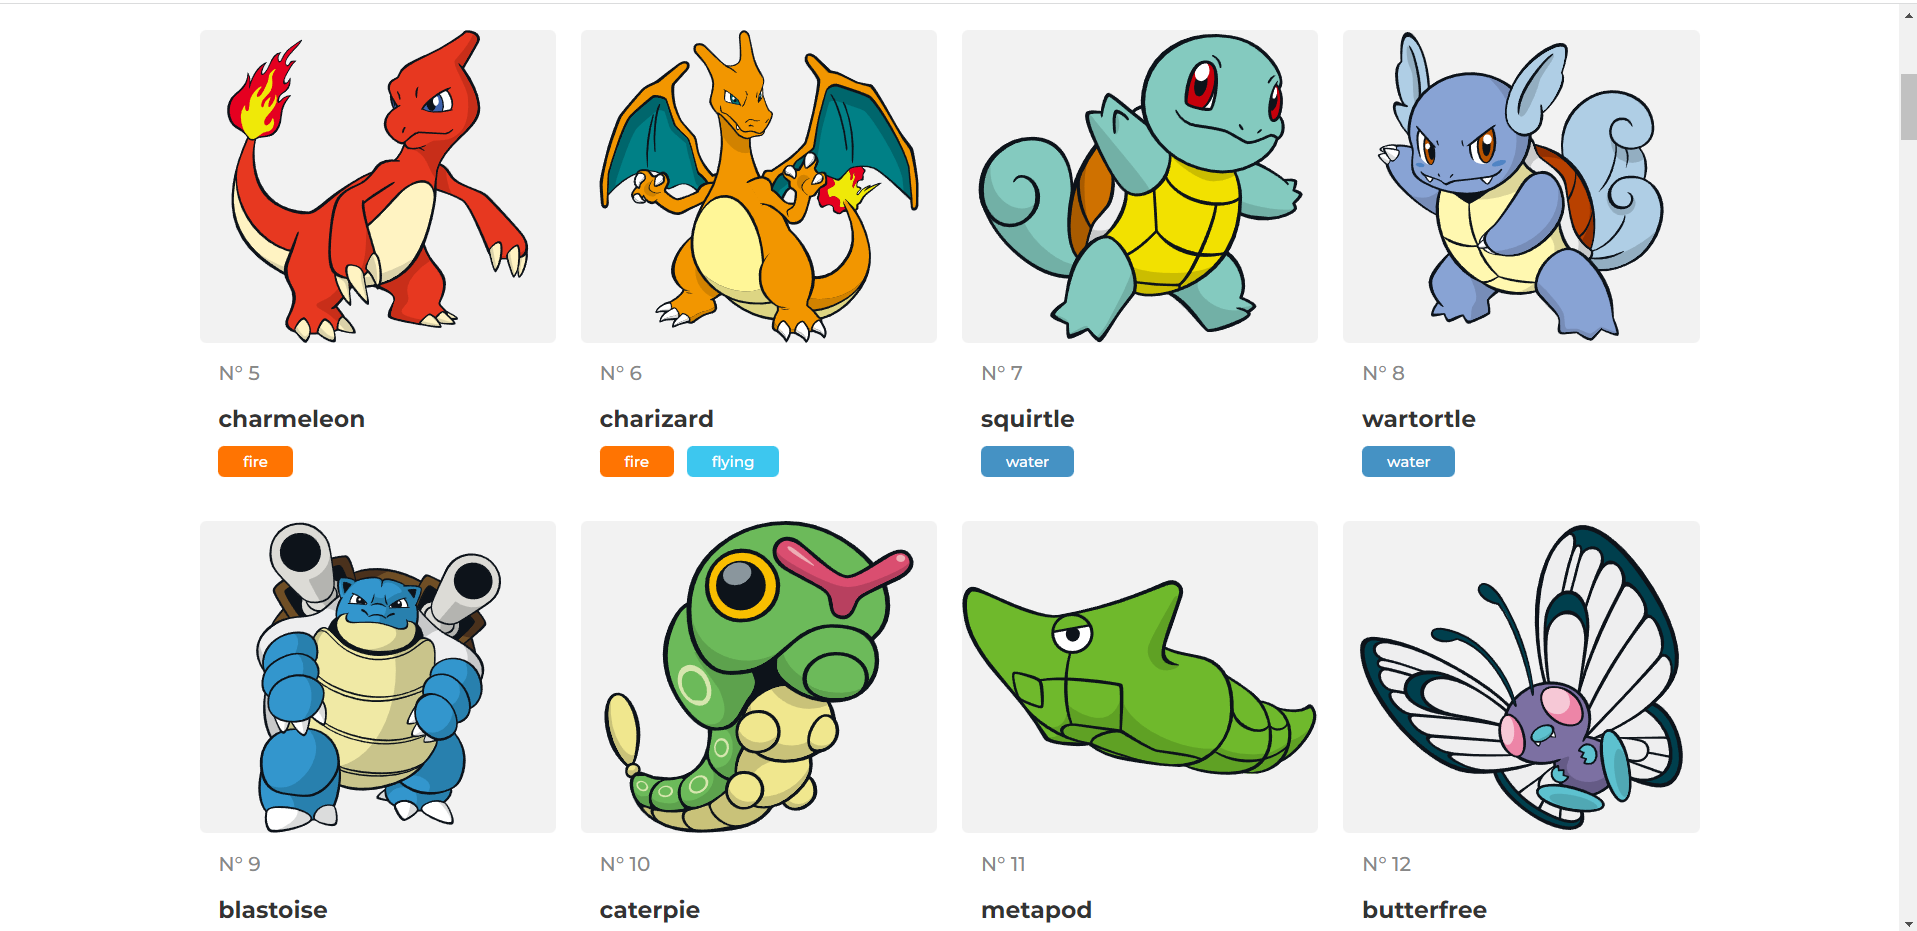 N° 5
N° 6
N° 7
N° 8
charmeleon
charizard
squirtle
wartortle
fire
fire flying
water
water
N° 9
N° 10
N° 11
N° 12
blastoise
caterpie
metapod
butterfree